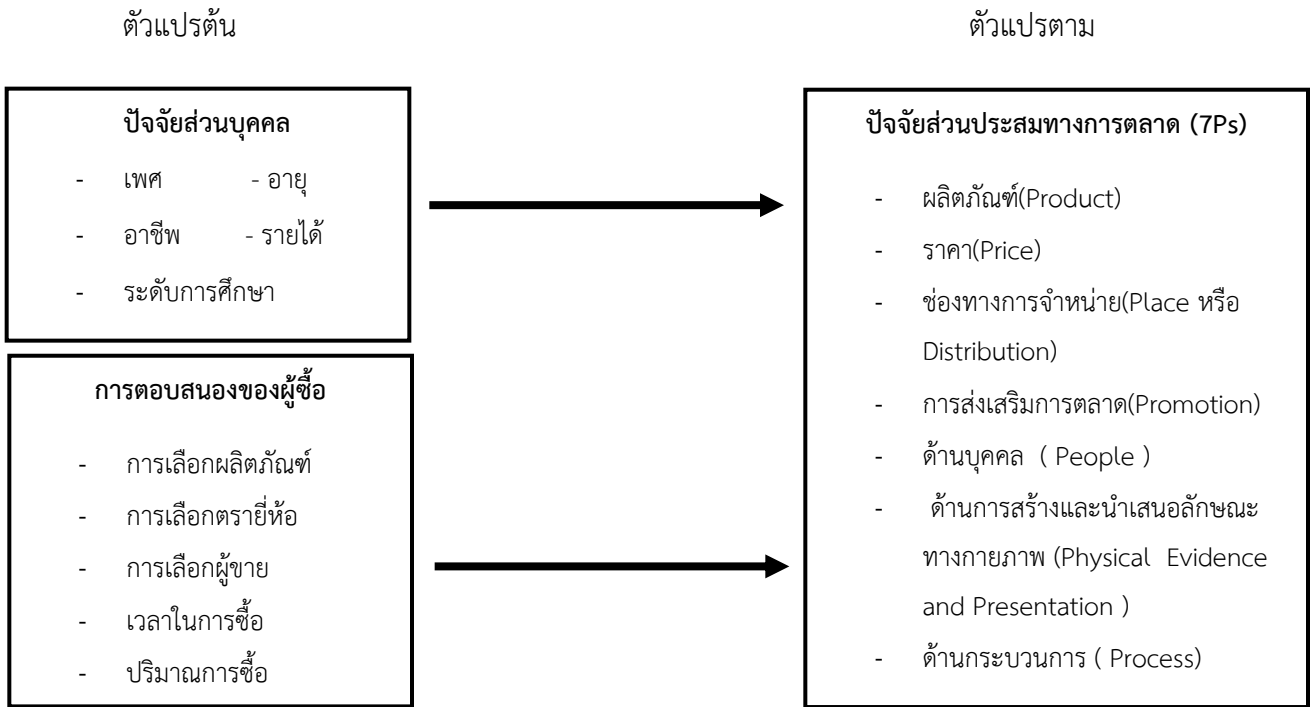 ตัวแปรต้น
ตัวแปรตาม
ปัจจัยส่วนบุคคล
- เพศ - อายุ
- อาชีพ - รายได้
- ระดับการศึกษา
การตอบสนองของผู้ซื้อ
- การเลือกผลิตภัณฑ์
- การเลือกตรายี่ห้อ
- การเลือกผู้ขาย
- เวลาในการซื้อ
- ปริมาณการซื้อ
ปัจจัยส่วนประสมทางการตลาด (7Ps)
- ผลิตภัณฑ์(Product)
- ราคา(Price)
- ช่องทางการจำหน่าย(Place หรือ
Distribution)
- การส่งเสริมการตลาด(Promotion)
- ด้านบุคคล ( People )
- ด้านการสร้างและนำเสนอลักษณะ
ทางกายภาพ (Physical Evidence
and Presentation )
- ด้านกระบวนการ ( Process)